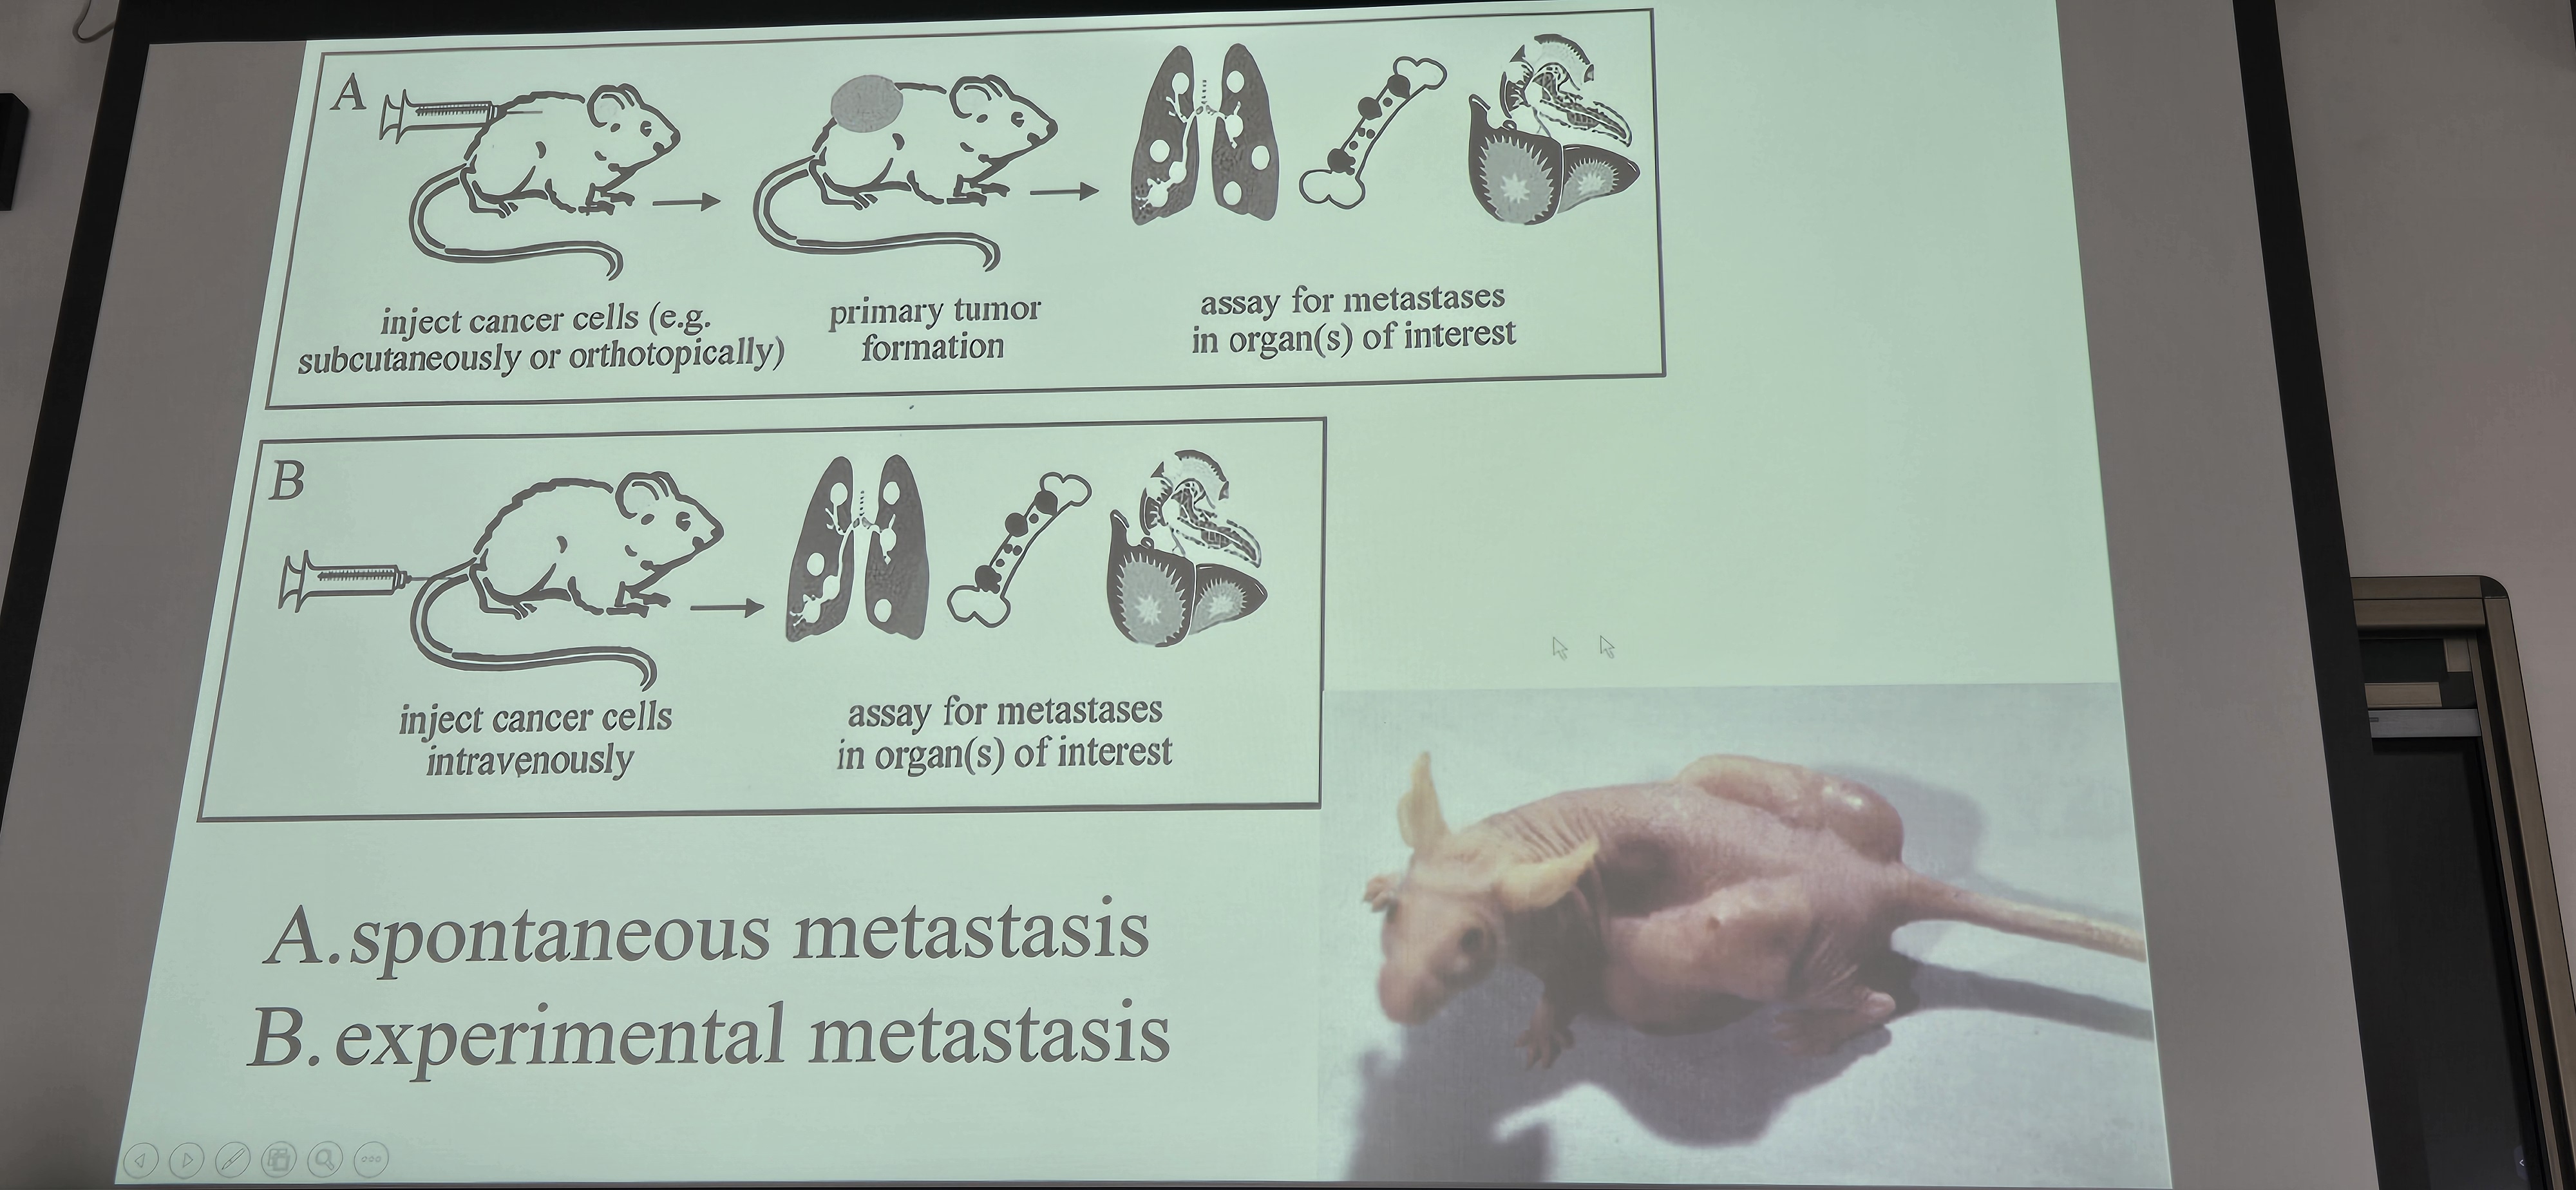 A
inject cancer cells (e.g.
subcutaneously or orthotopically)
primary tumor
formation
assay for metastases
in organ(s) of interest
B
inject cancer cells
intravenously
assay for metastases
in organ(s) of interest
A.spontaneous metastasis
B.experimental metastasis